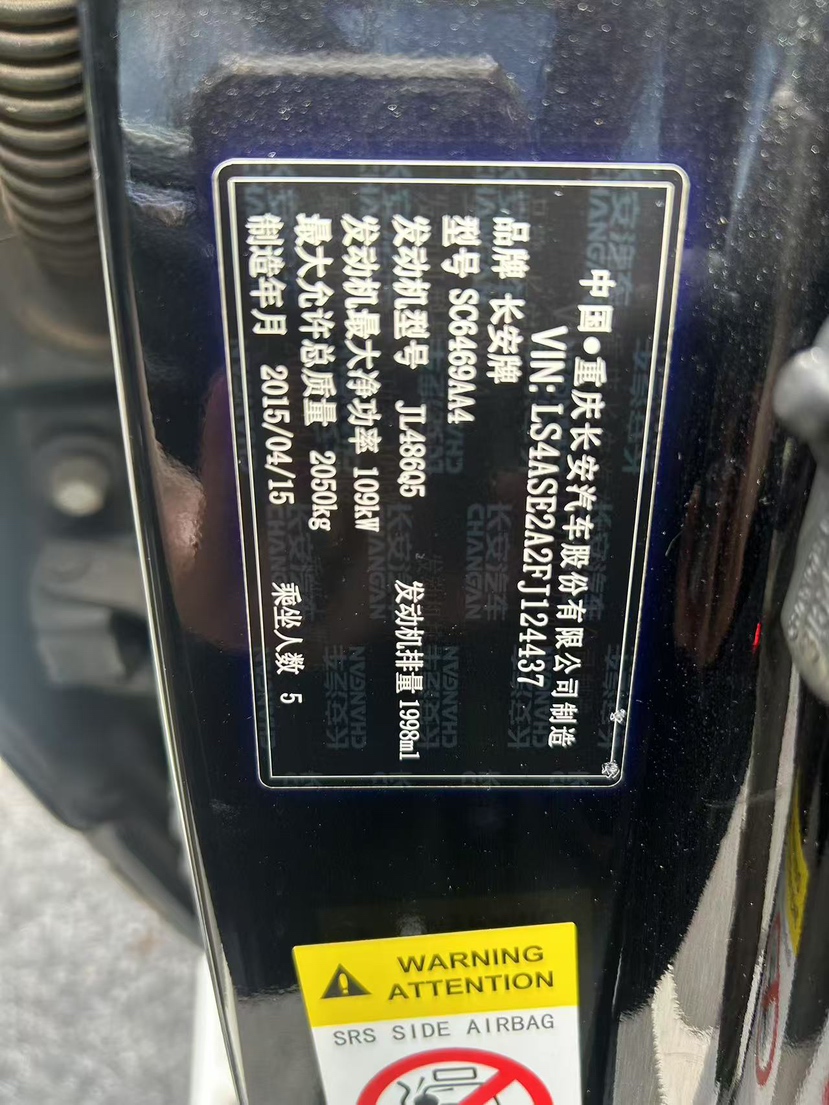 中国•重庆长安汽车股份有限公司制造
VIN:LS4ASE2A2FJ124437
品牌 长安牌
型号 SC6469AA4
发动机型号 JL486Q5 发动机排量 1998ml
发动机最大净功率 109kW
最大允许总质量 2050kg
制造年月 2015/04/15 乘坐人数 5
WARNING
ATTENTION
SRS SIDE AIRBAG